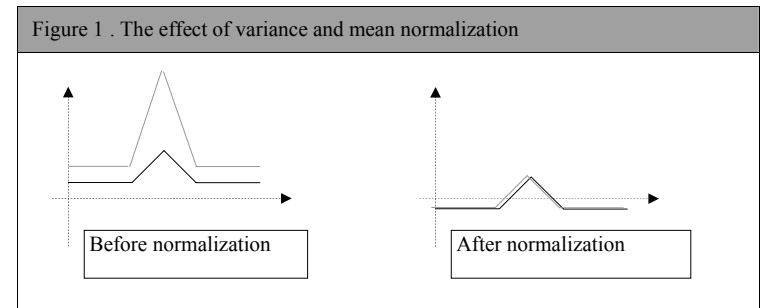 Figure 1 . The effect of variance and mean normalization
Before normalization
After normalization